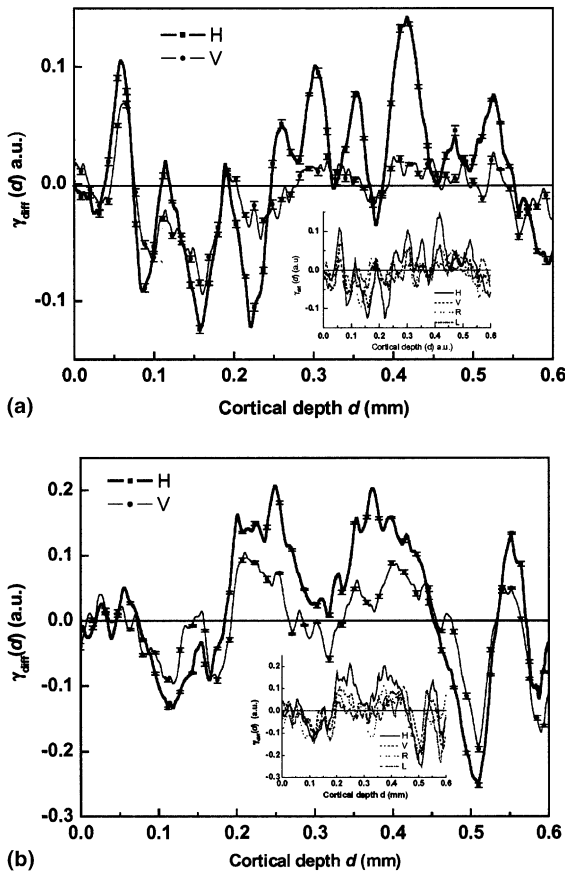 H
V
0.1
0.0
-0.1
γdiff (d) a.u.
0.1
0.0
-0.1
γdiff (d) (a.u)
H
V
R
L
0.0 0.1 0.2 0.3 0.4 0.5 0.6
Cortical depth (d) a.u.
0.0 0.1 0.2 0.3 0.4 0.5 0.6
Cortical depth d (mm)
(a)
H
V
0.2
0.1
0.0
-0.1
-0.2
-0.3
γdiff(d) (a.u.)
0.2
0.1
0.0
-0.1
-0.2
-0.3
γdiff(d) (a.u.)
H
V
R
L
0.0 0.1 0.2 0.3 0.4 0.5 0.6
Cortical depth d (mm)
0.0 0.1 0.2 0.3 0.4 0.5 0.6
Cortical depth d (mm)
(b)